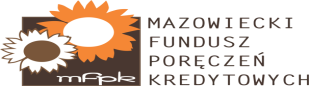 mfpk
MAZOWIECKI
FUNDUSZ
PORĘCZEŃ
KREDYTOWYCH